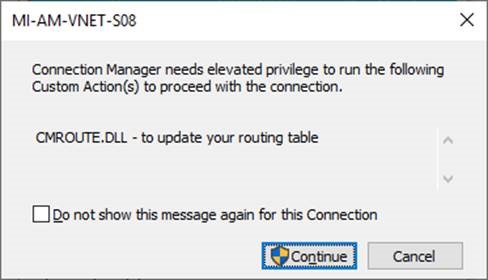 MI-AM-VNET-S08
Connection Manager needs elevated privilege to run the following
Custom Action(s) to proceed with the connection.
CMROUTE.DLL - to update your routing table
Do not show this message again for this Connection
Continue
Cancel